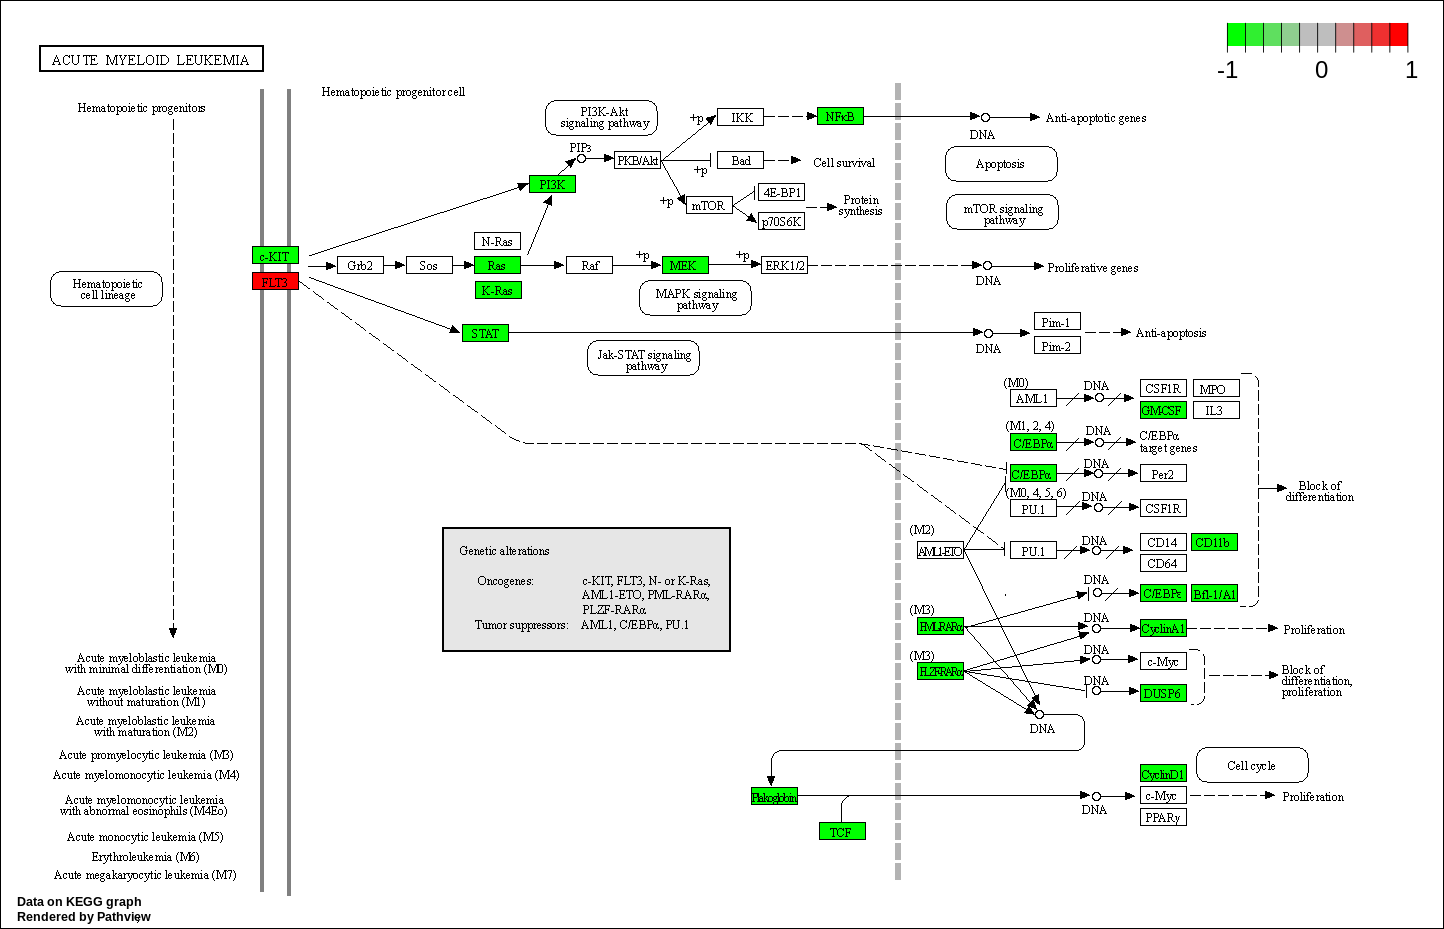 ACUTE MYELOID LEUKEMIA
-1
0
1
Hematopoietic progenitors
Hematopoietic progenitor cell
PI3K-Akt
signaling pathway
+p
IKK
NFκB
DNA
Anti-apoptotic genes
PIP3
PKB/Akt
Bad
+p
Cell survival
Apoptosis
PI3K
+p
mTOR
4E-BP1
p70S6K
Protein
synthesis
mTOR signaling
pathway
c-KIT
FLT3
Grb2
Sos
N-Ras
Ras
K-Ras
Raf
+p
MEK
+p
ERK1/2
DNA
Proliferative genes
Hematopoietic
cell lineage
MAPK signaling
pathway
STAT
DNA
Pim-1
Pim-2
Anti-apoptosis
Jak-STAT signaling
pathway
(M0)
AML1
DNA
CSF1R
MPO
GMCSF
IL3
(M1, 2, 4)
C/EBPα
DNA
C/EBPα
target genes
C/EBPα
DNA
Per2
(M0, 4, 5, 6)
PU.1
DNA
CSF1R
Block of
differentiation
(M2)
AML1-ETO
PU.1
DNA
CD14
CD11b
CD64
DNA
C/EBPε
Bfl-1/A1
(M3)
PML-RARα
DNA
CyclinA1
Proliferation
(M3)
PLZF-RARα
DNA
c-Myc
DNA
DUSP6
Block of
differentiation,
proliferation
DNA
Genetic alterations
Oncogenes:
c-KIT, FLT3, N- or K-Ras,
AML1-ETO, PML-RARα,
PLZF-RARα
Tumor suppressors:
AML1, C/EBPα, PU.1
Acute myeloblastic leukemia
with minimal differentiation (M0)
Acute myeloblastic leukemia
without maturation (M1)
Acute myeloblastic leukemia
with maturation (M2)
Acute promyelocytic leukemia (M3)
Acute myelomonocytic leukemia (M4)
Acute myelomonocytic leukemia
with abnormal eosinophils (M4Eo)
Acute monocytic leukemia (M5)
Erythroleukemia (M6)
Acute megakaryocytic leukemia (M7)
Plakoglobin
TCF
DNA
CyclinD1
c-Myc
PPARγ
Cell cycle
Proliferation
Data on KEGG graph
Rendered by Pathview